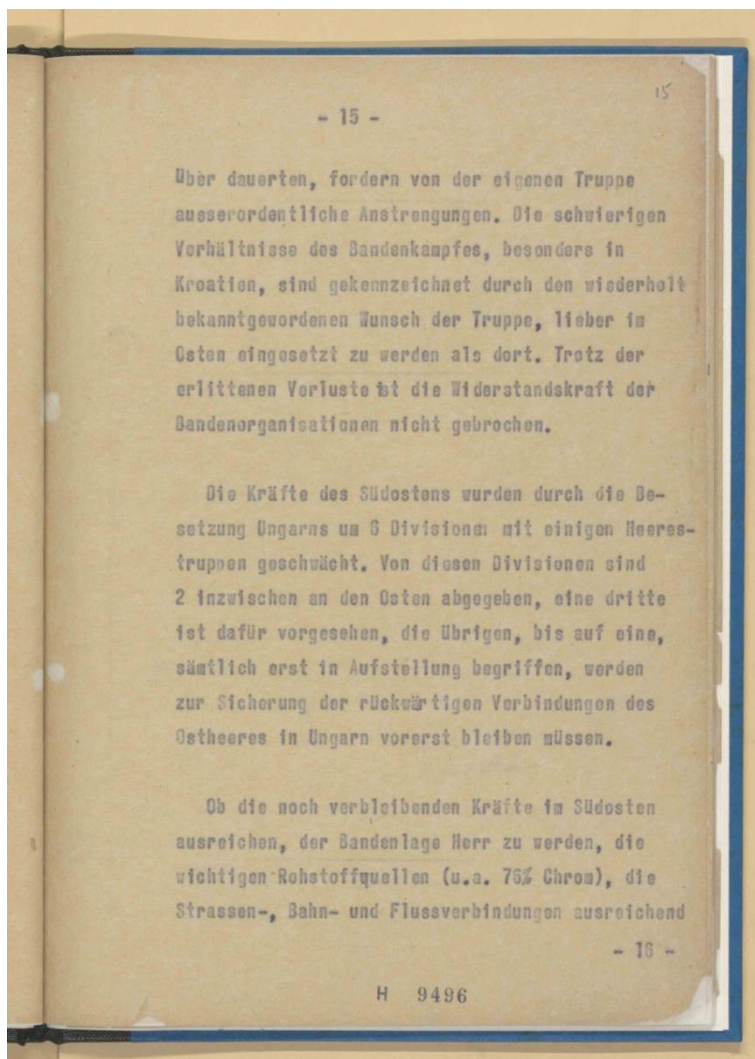 15
- 15 -
über dauerten, fordern von der eigenen Truppe
ausserordentliche Anstrengungen. Die schwierigen
Verhältnisse des Bandenkampfes, besonders in
Kroatien, sind gekennzeichnet durch den wiederholt
bekanntgewordenen Wunsch der Truppe, lieber im
Osten eingesetzt zu werden als dort. Trotz der
erlittenen Verluste ist die Widerstandskraft der
Bandenorganisationen nicht gebrochen.
Die Kräfte des Südostens wurden durch die Be-
setzung Ungarns um 6 Divisionen mit einigen Heeres-
truppen geschwächt. Von diesen Divisionen sind
2 inzwischen an den Osten abgegeben, eine dritte
ist dafür vorgesehen, die übrigen, bis auf eine,
sämtlich erst in Aufstellung begriffen, werden
zur Sicherung der rückwärtigen Verbindungen des
Ostheeres in Ungarn vorerst bleiben müssen.
Ob die noch verbleibenden Kräfte im Südosten
ausreichen, der Bandenlage Herr zu werden, die
wichtigen Rohstoffquellen (u.a. 76% Chrom), die
Strassen-, Bahn- und Flussverbindungen ausreichend
- 16 -
H 9496